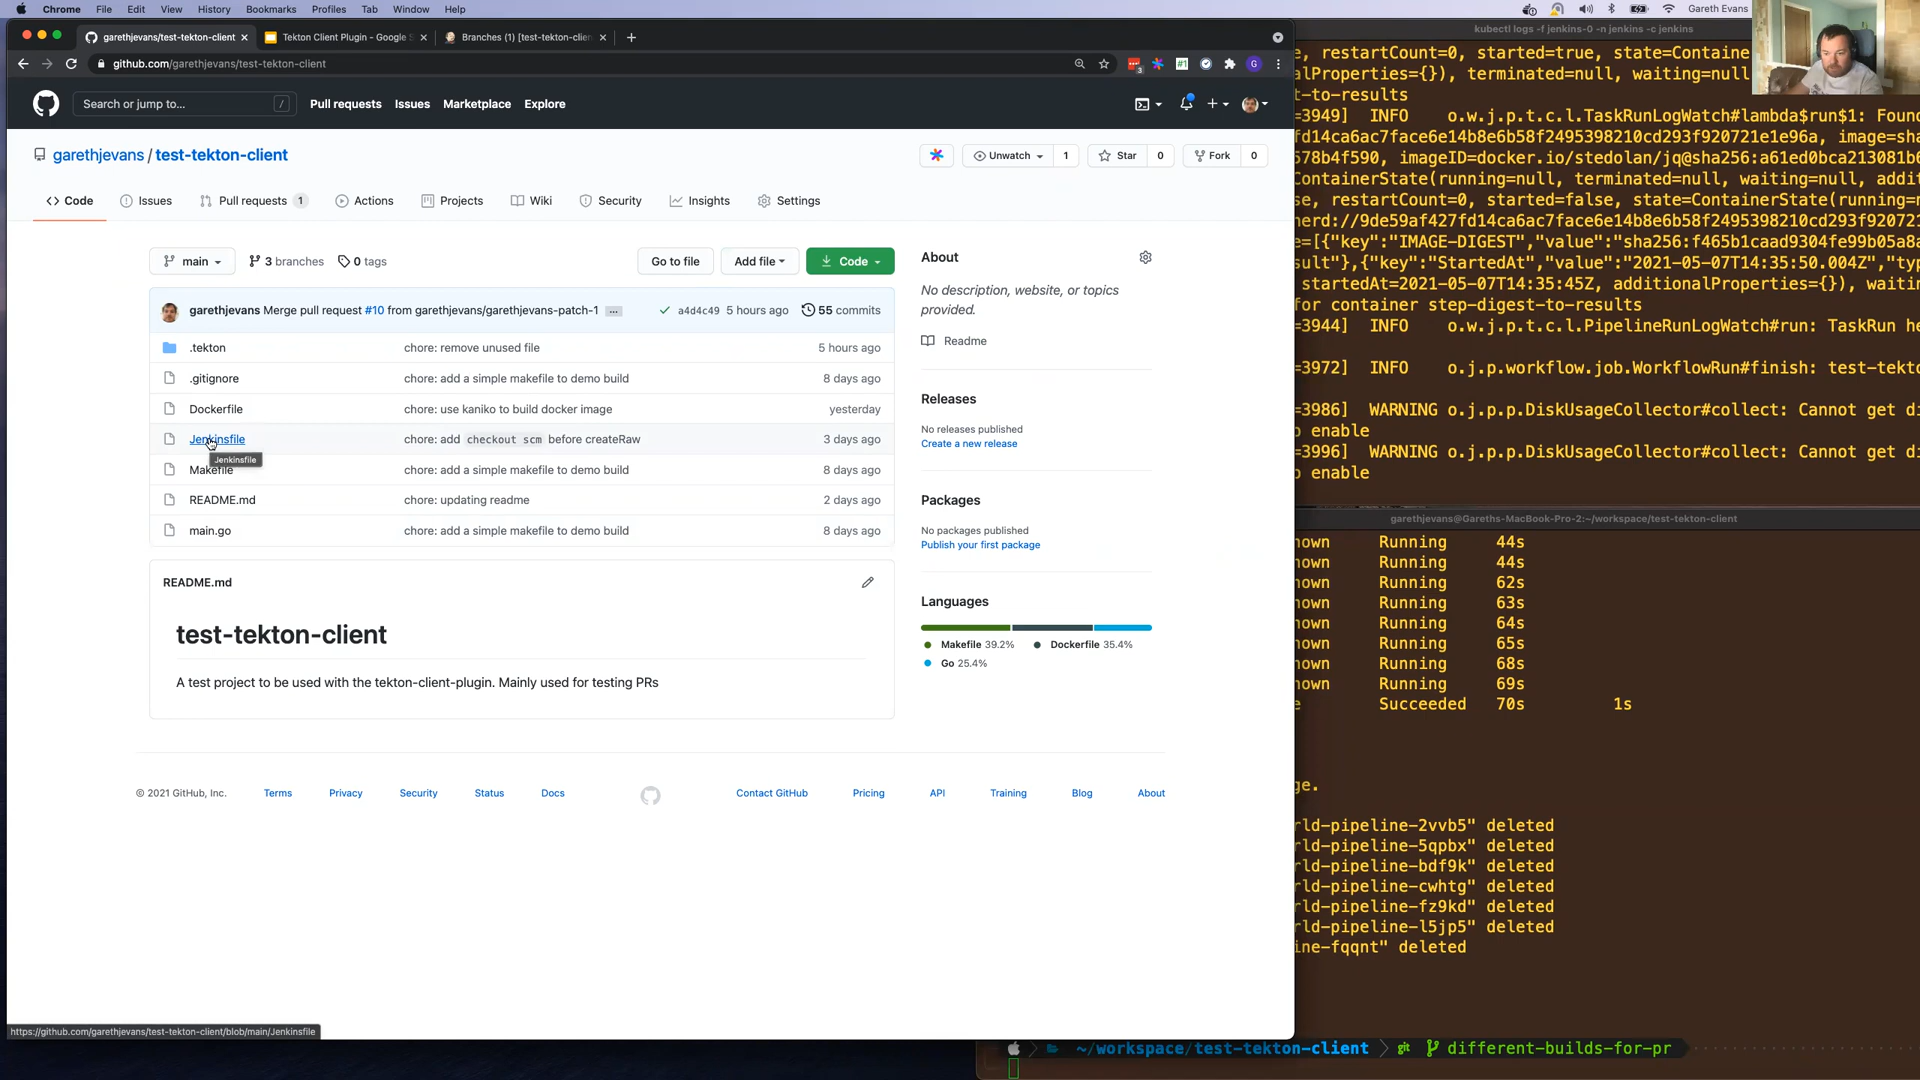 Chrome File Edit View History Bookmarks Profiles Tab Window Help
Gareth Evans
garethjevans/test-tekton-client
Tekton Client Plugin - Google S
Branches (1) [test-tekton-clien
github.com/garethjevans/test-tekton-client
Search or jump to... /
Pull requests Issues Marketplace Explore
garethjevans / test-tekton-client
Unwatch 1 Star 0 Fork 0
Code Issues Pull requests 1 Actions Projects Wiki Security Insights Settings
main 3 branches 0 tags
Go to file Add file Code
garethjevans Merge pull request #10 from garethjevans/garethjevans-patch-1 ... a4d4c49 5 hours ago 55 commits
.tekton chore: remove unused file 5 hours ago
.gitignore chore: add a simple makefile to demo build 8 days ago
Dockerfile chore: use kaniko to build docker image yesterday
Jenkinsfile chore: add checkout scm before createRaw 3 days ago
Jenkinsfile
Makefile chore: add a simple makefile to demo build 8 days ago
README.md chore: updating readme 2 days ago
main.go chore: add a simple makefile to demo build 8 days ago
README.md
test-tekton-client
A test project to be used with the tekton-client-plugin. Mainly used for testing PRs
About
No description, website, or topics
provided.
Readme
Releases
No releases published
Create a new release
Packages
No packages published
Publish your first package
Languages
Makefile 39.2% Dockerfile 35.4%
Go 25.4%
© 2021 GitHub, Inc. Terms Privacy Security Status Docs Contact GitHub Pricing API Training Blog About
https://github.com/garethjevans/test-tekton-client/blob/main/Jenkinsfile
kubectl logs -f jenkins-0 -n jenkins -c jenkins
e, restartCount=0, started=true, state=Container
alProperties={}), terminated=null, waiting=null
t-to-results
=3949] INFO o.w.j.p.t.c.l.TaskRunLogWatch#lambda$run$1: Foun
fd14ca6ac7face6e14b8e6b58f2495398210cd293f920721e1e96a, image=sha
578b4f590, imageID=docker.io/stedolan/jq@sha256:a61ed0bca213081b6
ContainerState(running=null, terminated=null, waiting=null, addi
se, restartCount=0, started=false, state=ContainerState(running=n
nerd://9de59af427fd14ca6ac7face6e14b8e6b58f2495398210cd293f920721
e=[{"key":"IMAGE-DIGEST","value":"sha256:f465b1caad9304fe99b05a8a
sult"},{"key":"StartedAt","value":"2021-05-07T14:35:50.004Z","typ
startedAt=2021-05-07T14:35:45Z, additionalProperties={}), waitin
for container step-digest-to-results
=3944] INFO o.w.j.p.t.c.l.PipelineRunLogWatch#run: TaskRun he
=3972] INFO o.j.p.workflow.job.WorkflowRun#finish: test-tekto
=3986] WARNING o.j.p.p.DiskUsageCollector#collect: Cannot get di
o enable
=3996] WARNING o.j.p.p.DiskUsageCollector#collect: Cannot get di
o enable
garethjevans@Gareths-MacBook-Pro-2:~/workspace/test-tekton-client
nown Running 44s
nown Running 44s
nown Running 62s
nown Running 63s
nown Running 64s
nown Running 65s
nown Running 68s
nown Running 69s
e Succeeded 70s 1s
ge.
rld-pipeline-2vvb5" deleted
rld-pipeline-5qpbx" deleted
rld-pipeline-bdf9k" deleted
rld-pipeline-cwhtg" deleted
rld-pipeline-fz9kd" deleted
rld-pipeline-l5jp5" deleted
ine-fqqnt" deleted
~/workspace/test-tekton-client git different-builds-for-pr